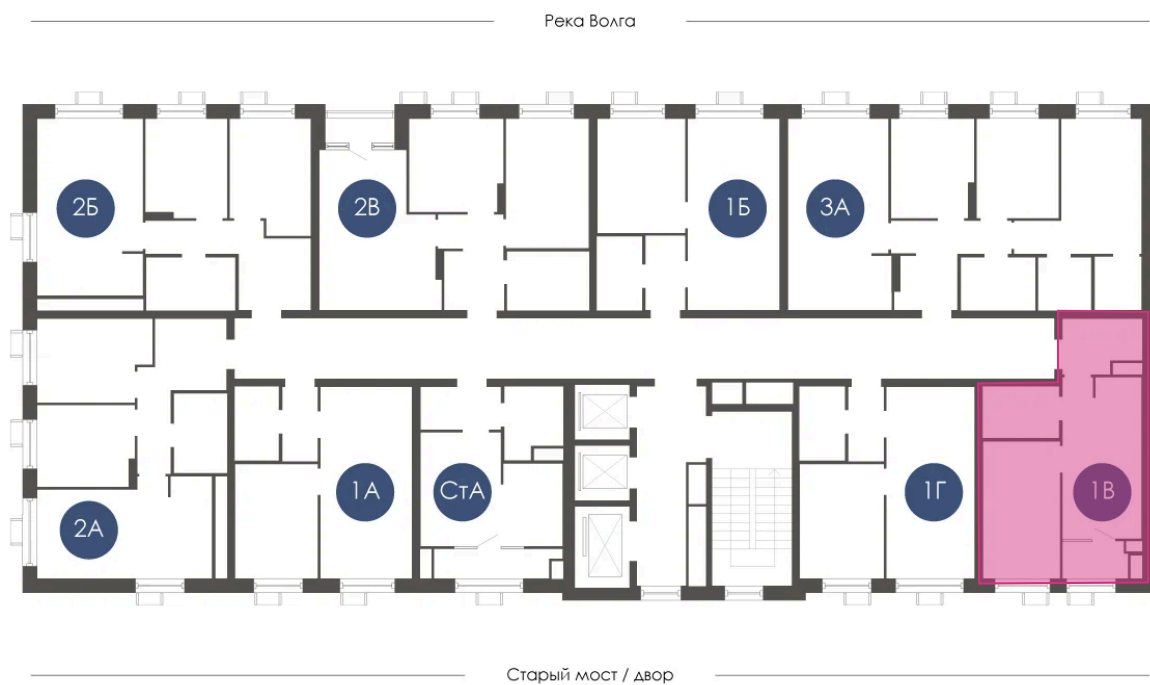 Река Волга
2Б
2В
1Б
3А
2А
1А
СтА
1Г
1В
Старый мост / двор